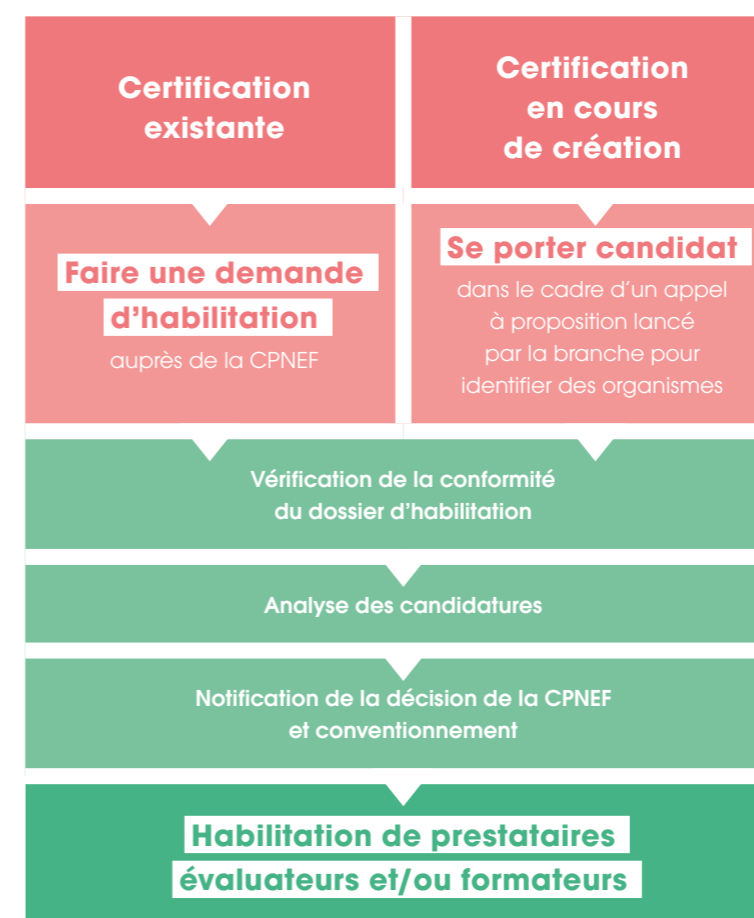 Certification
existante
Certification
en cours
de création
Faire une demande
d'habilitation
auprès de la CPNEF
Se porter candidat
dans le cadre d'un appel
à proposition lancé
par la branche pour
identifier des organismes
Vérification de la conformité
du dossier d'habilitation
Analyse des candidatures
Notification de la décision de la CPNEF
et conventionnement
Habilitation de prestataires
évaluateurs et/ou formateurs